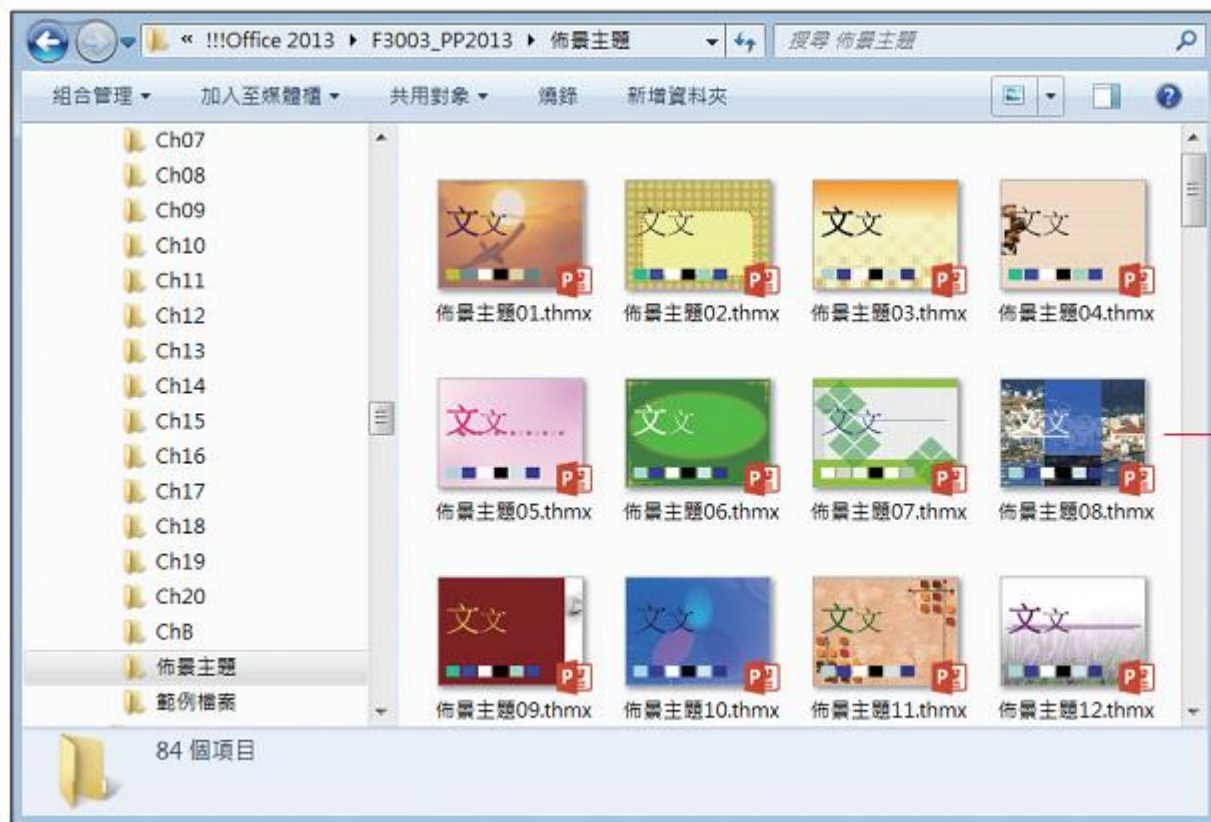 « !!!Office 2013 ▸ F3003_PP2013 ▸ 佈景主題
搜尋 佈景主題
組合管理 加入至媒體櫃 共用對象 燒錄 新增資料夾
Ch07
Ch08
Ch09
Ch10
Ch11
Ch12
Ch13
Ch14
Ch15
Ch16
Ch17
Ch18
Ch19
Ch20
ChB
佈景主題
範例檔案
文文 文文 文文 文文
佈景主題01.thmx 佈景主題02.thmx 佈景主題03.thmx 佈景主題04.thmx
文文 文文 文文 文文
佈景主題05.thmx 佈景主題06.thmx 佈景主題07.thmx 佈景主題08.thmx
文文 文文 文文 文文
佈景主題09.thmx 佈景主題10.thmx 佈景主題11.thmx 佈景主題12.thmx
84 個項目